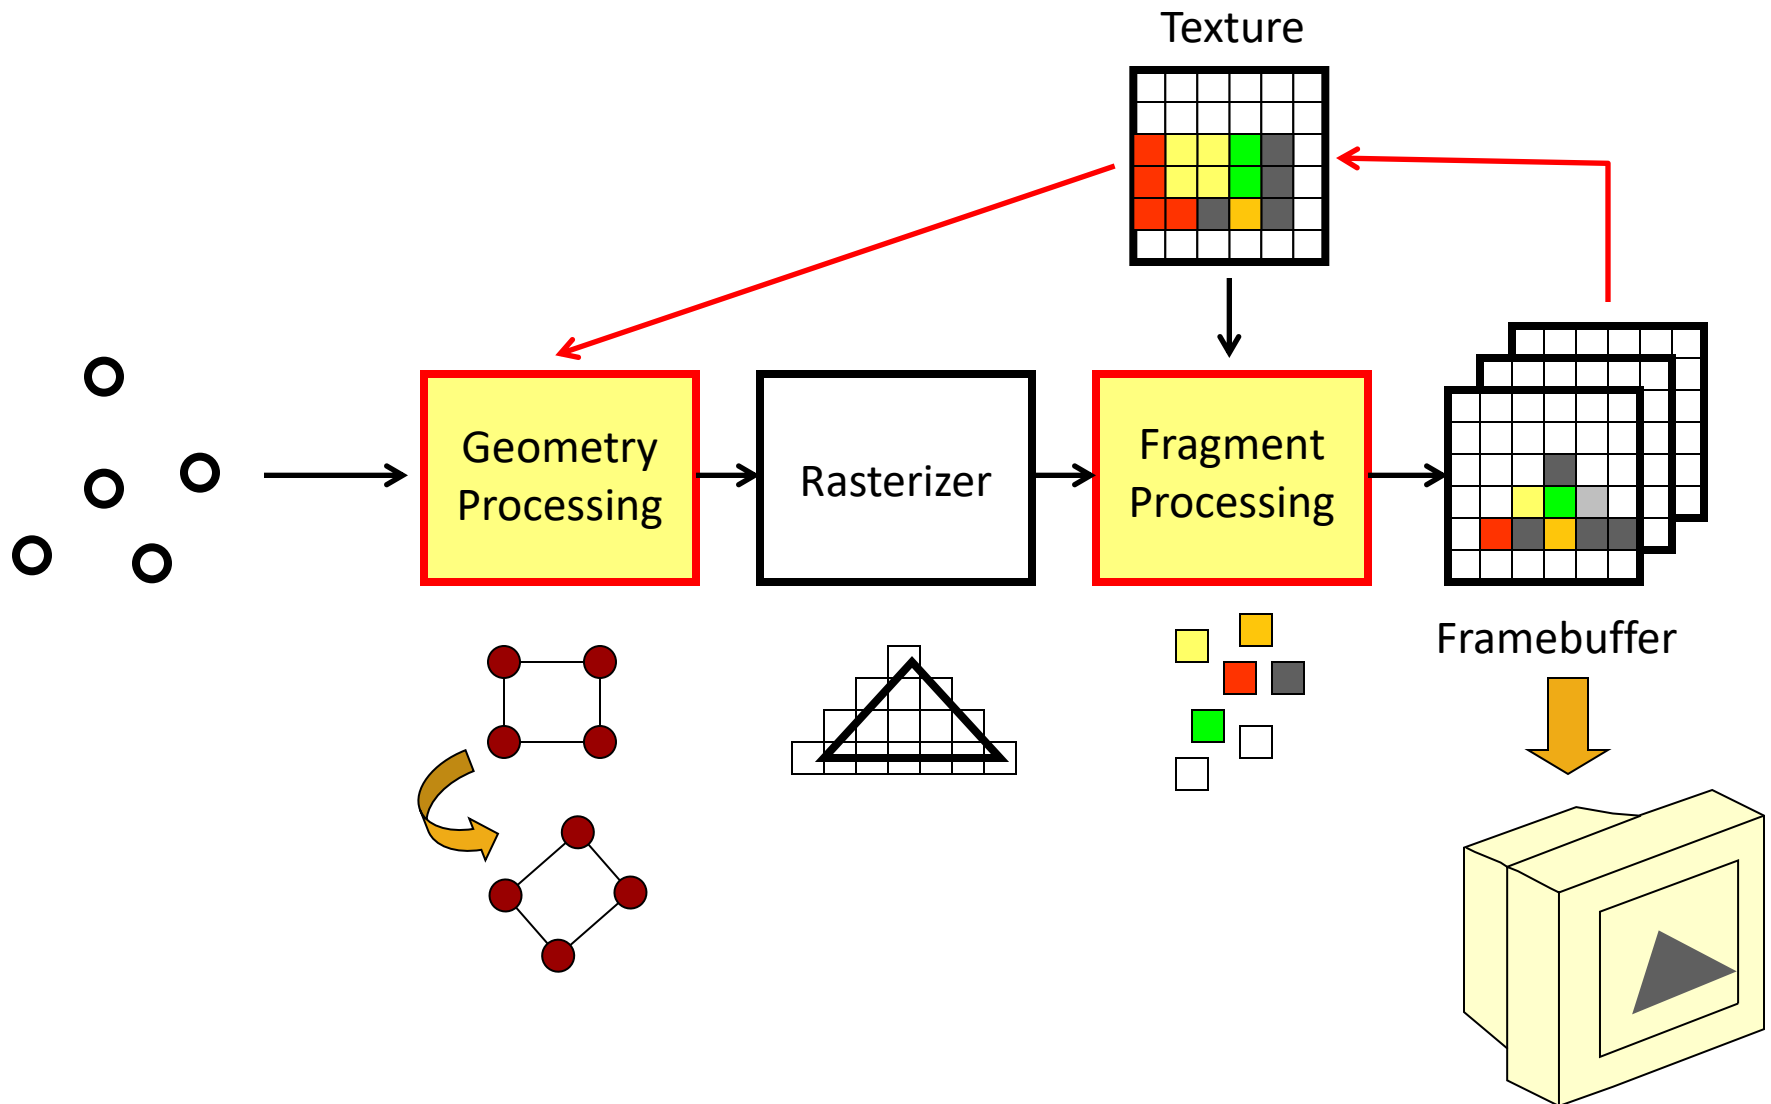 Texture
Geometry
Processing
Rasterizer
Fragment
Processing
Framebuffer